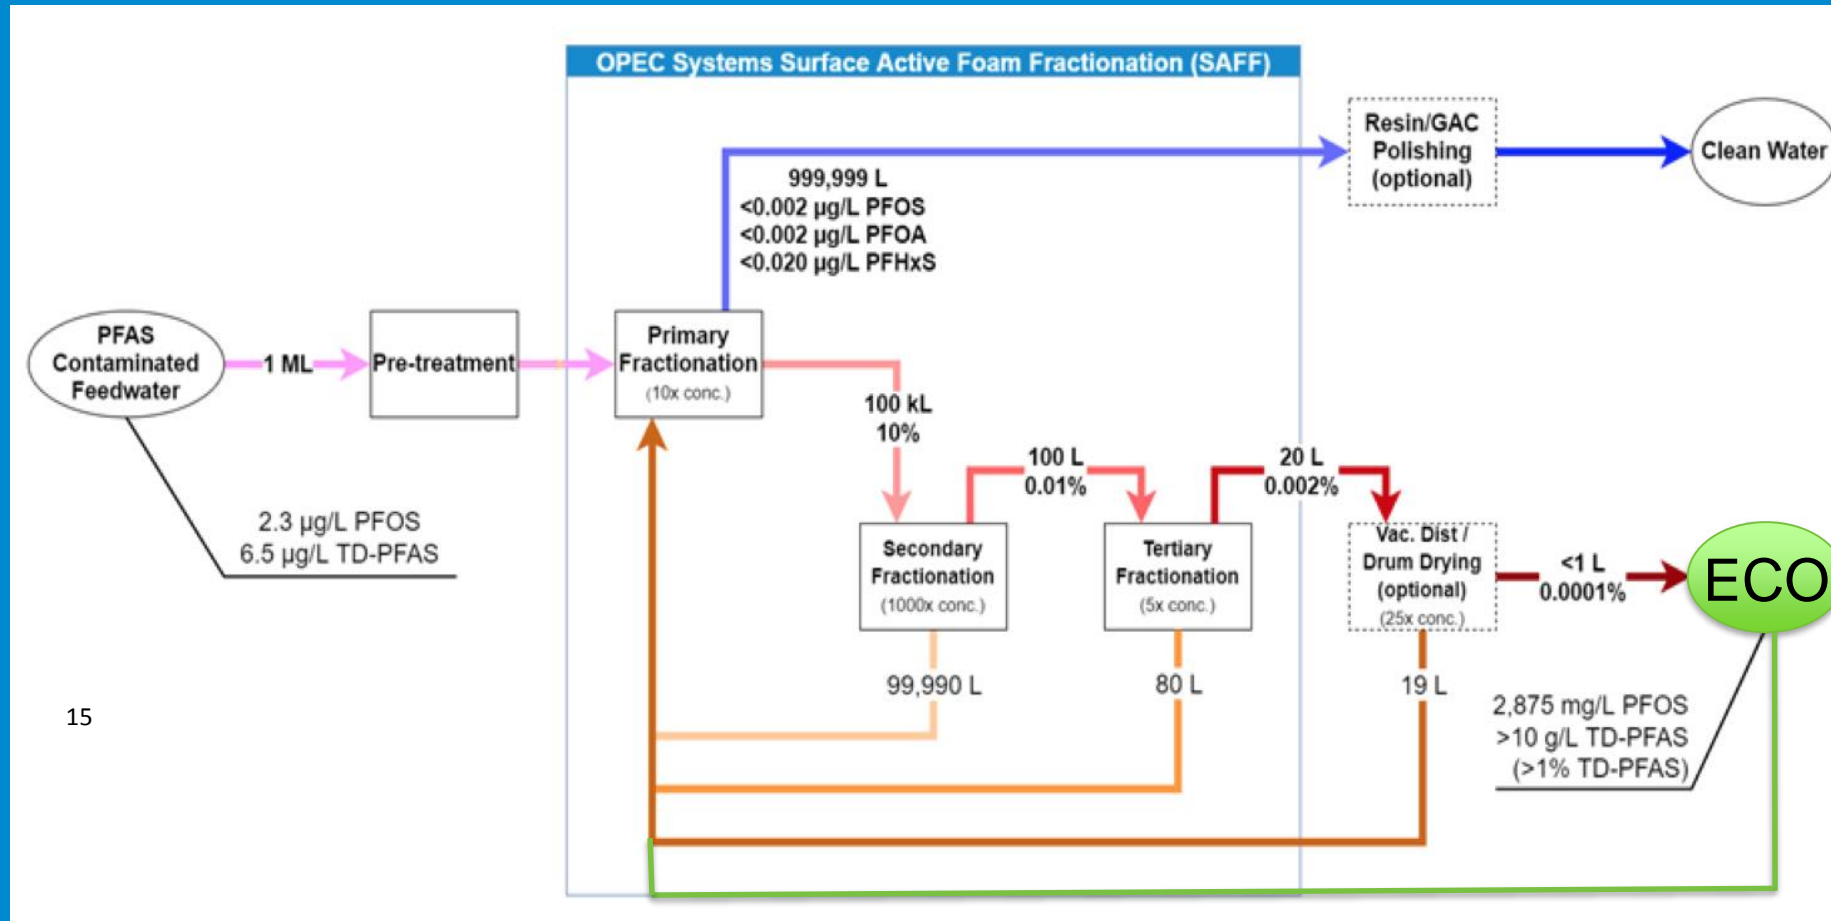 OPEC Systems Surface Active Foam Fractionation (SAFF)
Resin/GAC
Polishing
(optional)
Clean Water
999,999 L
<0.002 µg/L PFOS
<0.002 µg/L PFOA
<0.020 µg/L PFHxS
PFAS
Contaminated
Feedwater
1 ML
Pre-treatment
Primary
Fractionation
(10x conc.)
100 kL
10%
100 L
0.01%
20 L
0.002%
2.3 µg/L PFOS
6.5 µg/L TD-PFAS
Secondary
Fractionation
(1000x conc.)
Tertiary
Fractionation
(5x conc.)
Vac. Dist /
Drum Drying
(optional)
(25x conc.)
<1 L
0.0001%
ECO
99,990 L
80 L
19 L
2,875 mg/L PFOS
>10 g/L TD-PFAS
(>1% TD-PFAS)
15